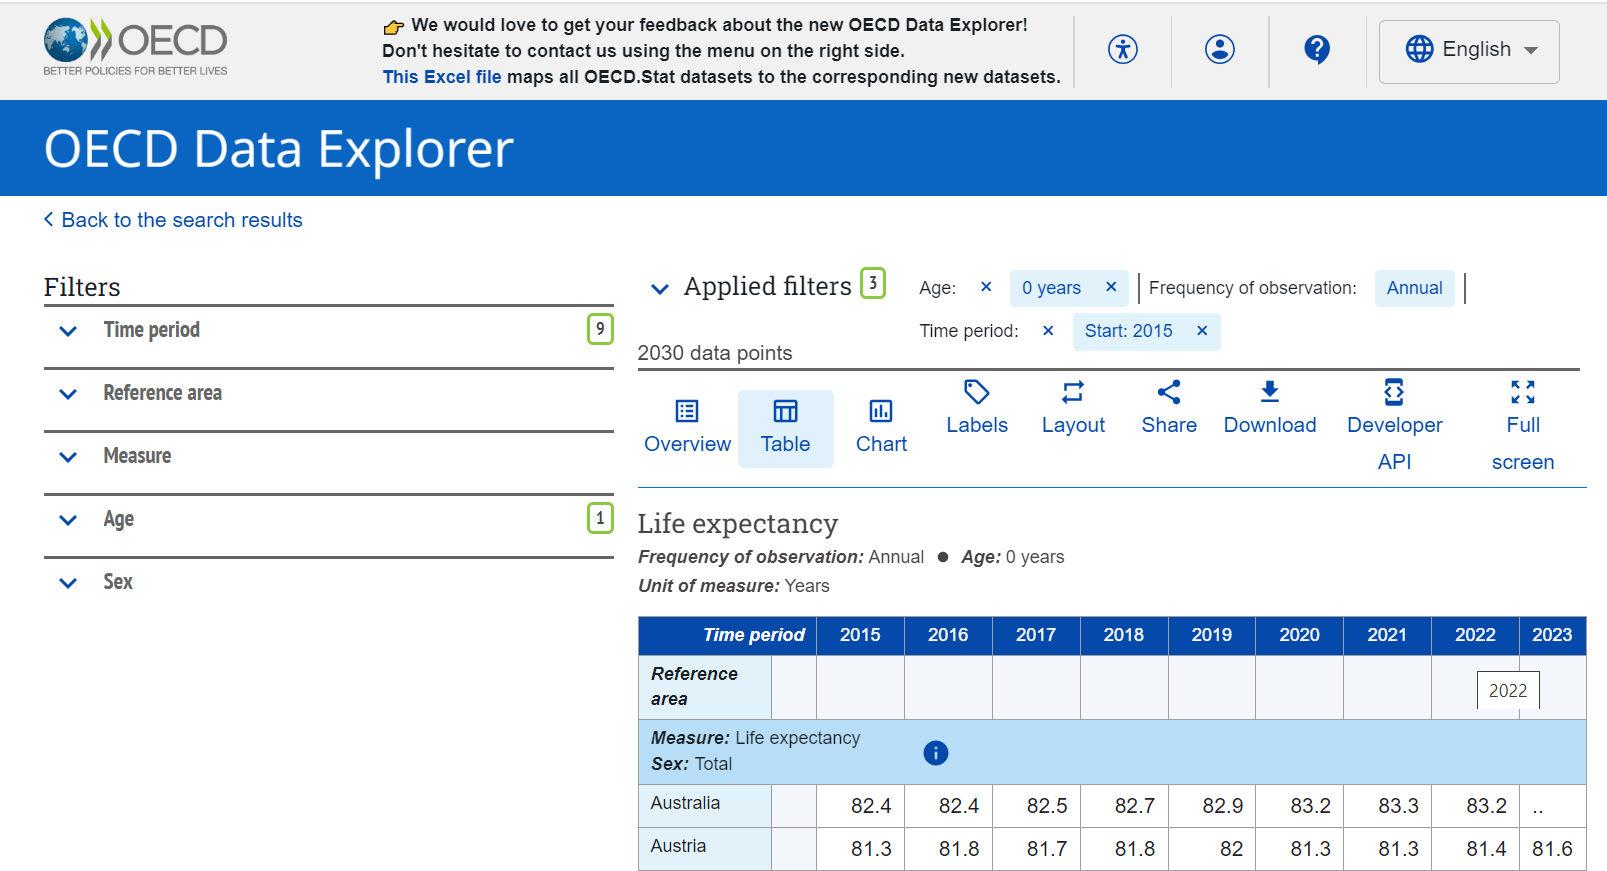 OECD
BETTER POLICIES FOR BETTER LIVES
We would love to get your feedback about the new OECD Data Explorer!
Don't hesitate to contact us using the menu on the right side.
This Excel file maps all OECD.Stat datasets to the corresponding new datasets.
English
OECD Data Explorer
Back to the search results
Filters
Time period 9
Reference area
Measure
Age 1
Sex
Applied filters 3 Age: × 0 years × Frequency of observation: Annual
Time period: × Start: 2015 ×
2030 data points
Overview Table Chart Labels Layout Share Download Developer API Full screen
Life expectancy
Frequency of observation: Annual ● Age: 0 years
Unit of measure: Years
Time period 2015 2016 2017 2018 2019 2020 2021 2022 2023
Reference area
2022
Measure: Life expectancy
Sex: Total
i
Australia 82.4 82.4 82.5 82.7 82.9 83.2 83.3 83.2 ..
Austria 81.3 81.8 81.7 81.8 82 81.3 81.3 81.4 81.6